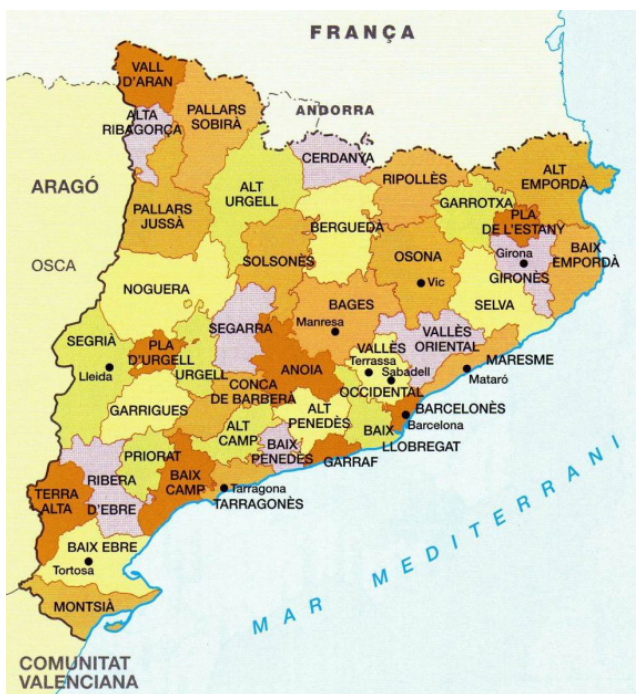 FRANÇA
VALL
D'ARAN
ALTA
RIBAGORÇA
PALLARS
SOBIRÀ
ANDORRA
CERDANYA
ARAGÓ
PALLARS
JUSSÀ
ALT
URGELL
RIPOLLÈS
ALT
EMPORDÀ
GARROTXA
PLA
DE L'ESTANY
BERGUEDÀ
OSCA
SOLSONÈS
OSONA
Vic
Girona
GIRONÈS
BAIX
EMPORDÀ
NOGUERA
SELVA
SEGARRA
BAGES
Manresa
VALLÈS
ORIENTAL
SEGRIÀ
Lleida
PLA
D'URGELL
URGELL
ANOIA
VALLÈS
Terrassa
Sabadell
OCCIDENTAL
MARESME
Mataró
CONCA
DE BARBERÀ
GARRIGUES
ALT
PENEDÈS
BARCELONÈS
Barcelona
ALT
CAMP
BAIX
LLOBREGAT
PRIORAT
BAIX
PENEDÈS
GARRAF
RIBERA
D'EBRE
BAIX
CAMP
TERRA
ALTA
Tarragona
TARRAGONÈS
BAIX EBRE
Tortosa
MONTSIÀ
MAR MEDITERRANI
COMUNITAT
VALENCIANA